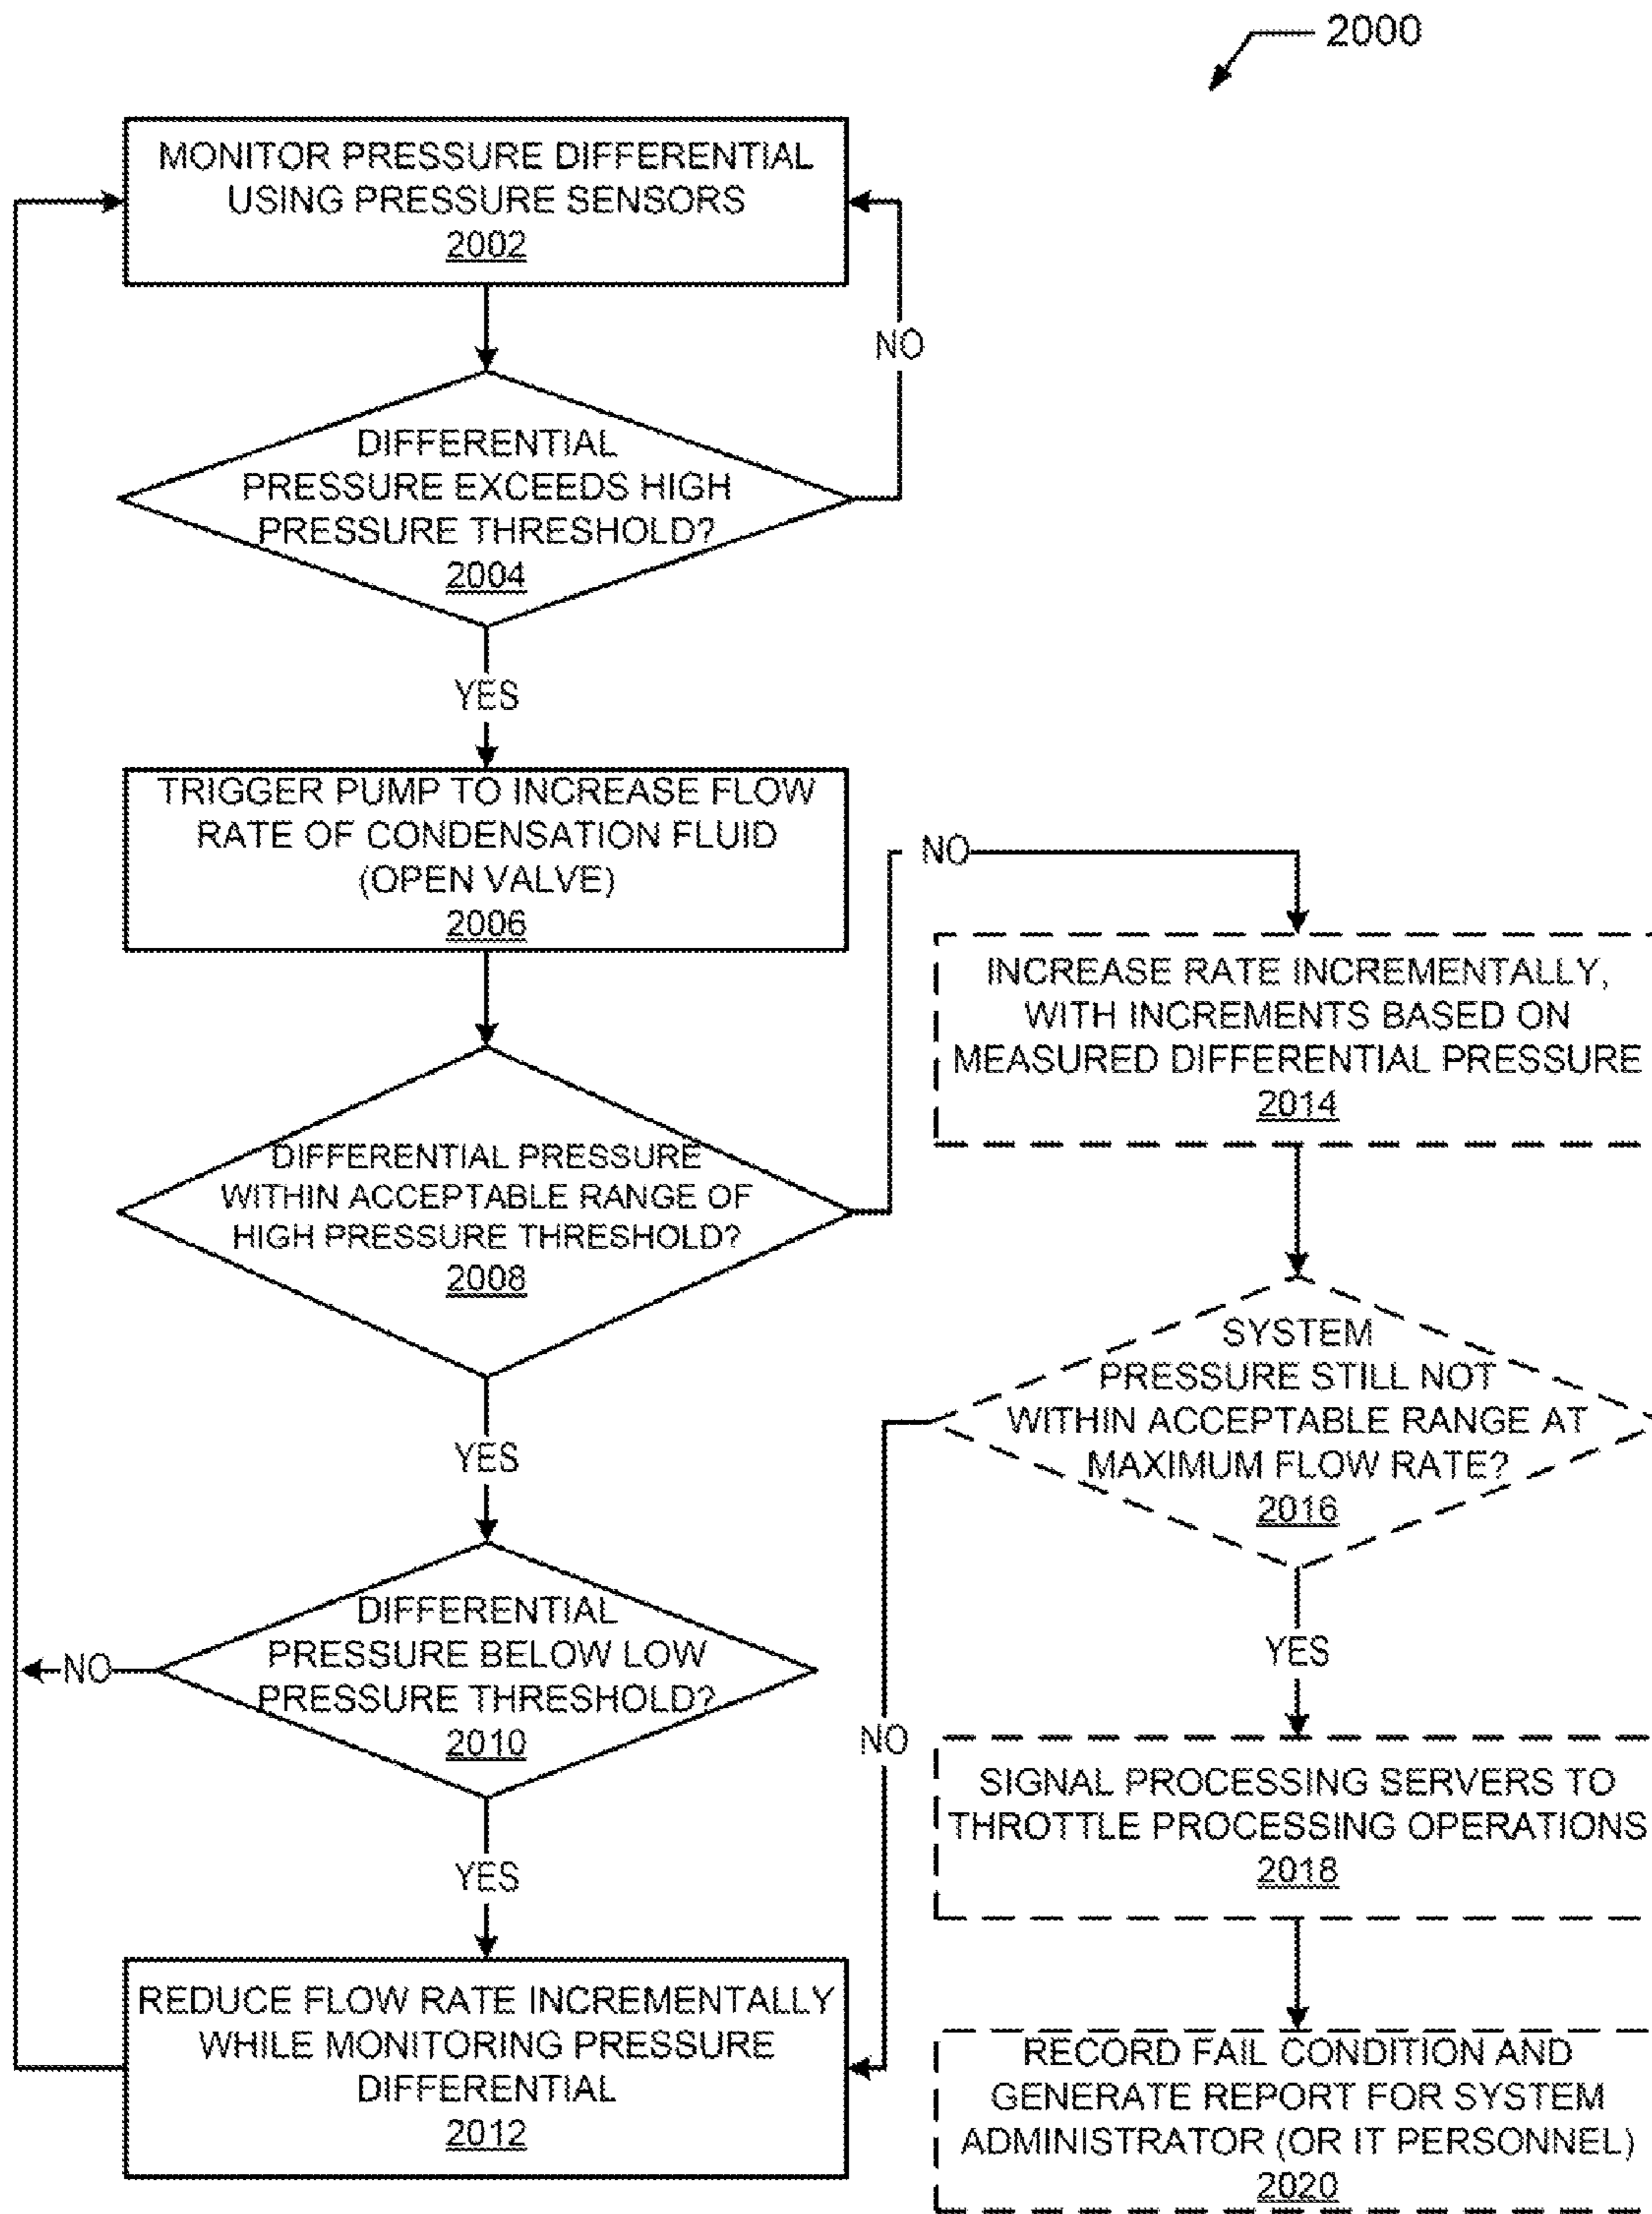 2000
MONITOR PRESSURE DIFFERENTIAL
USING PRESSURE SENSORS
2002
NO
DIFFERENTIAL
PRESSURE EXCEEDS HIGH
PRESSURE THRESHOLD?
2004
YES
TRIGGER PUMP TO INCREASE FLOW
RATE OF CONDENSATION FLUID
(OPEN VALVE)
2006
NO
INCREASE RATE INCREMENTALLY,
WITH INCREMENTS BASED ON
MEASURED DIFFERENTIAL PRESSURE
2014
DIFFERENTIAL PRESSURE
WITHIN ACCEPTABLE RANGE OF
HIGH PRESSURE THRESHOLD?
2008
SYSTEM
PRESSURE STILL NOT
WITHIN ACCEPTABLE RANGE AT
MAXIMUM FLOW RATE?
2016
YES
YES
DIFFERENTIAL
PRESSURE BELOW LOW
PRESSURE THRESHOLD?
2010
NO
NO
SIGNAL PROCESSING SERVERS TO
THROTTLE PROCESSING OPERATIONS
2018
YES
REDUCE FLOW RATE INCREMENTALLY
WHILE MONITORING PRESSURE
DIFFERENTIAL
2012
RECORD FAIL CONDITION AND
GENERATE REPORT FOR SYSTEM
ADMINISTRATOR (OR IT PERSONNEL)
2020